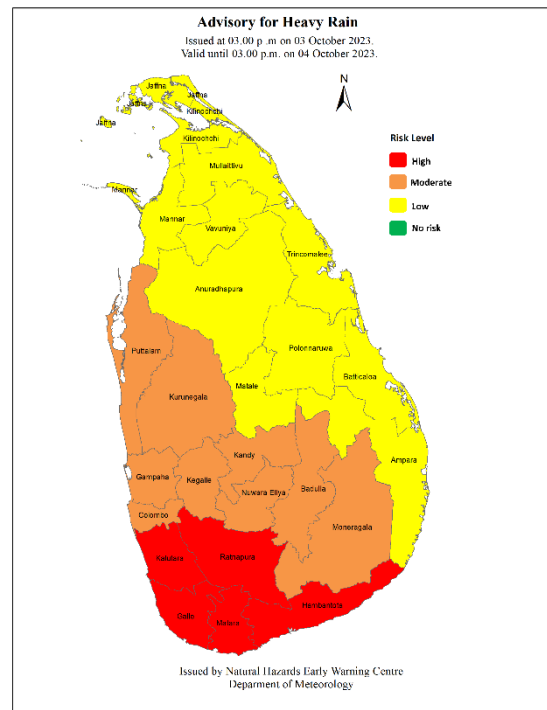 Advisory for Heavy Rain
Issued at 03.00 p .m on 03 October 2023.
Valid until 03.00 p.m. on 04 October 2023.
N
Jaffna
Jaffna
Jaffna
Jaffna
Kilinochchi
Kilinochchi
Mullaittivu
Mannar
Mannar
Vavuniya
Trincomalee
Anuradhapura
Polonnaruwa
Puttalam
Batticaloa
Matale
Kurunegala
Kandy
Ampara
Gampaha
Kegalle
Nuwara Eliya
Badulla
Colombo
Moneragala
Kalutara
Rathnapura
Hambantota
Galle
Matara
Risk Level
High
Moderate
Low
No risk
Issued by Natural Hazards Early Warning Centre
Deparment of Meteorology